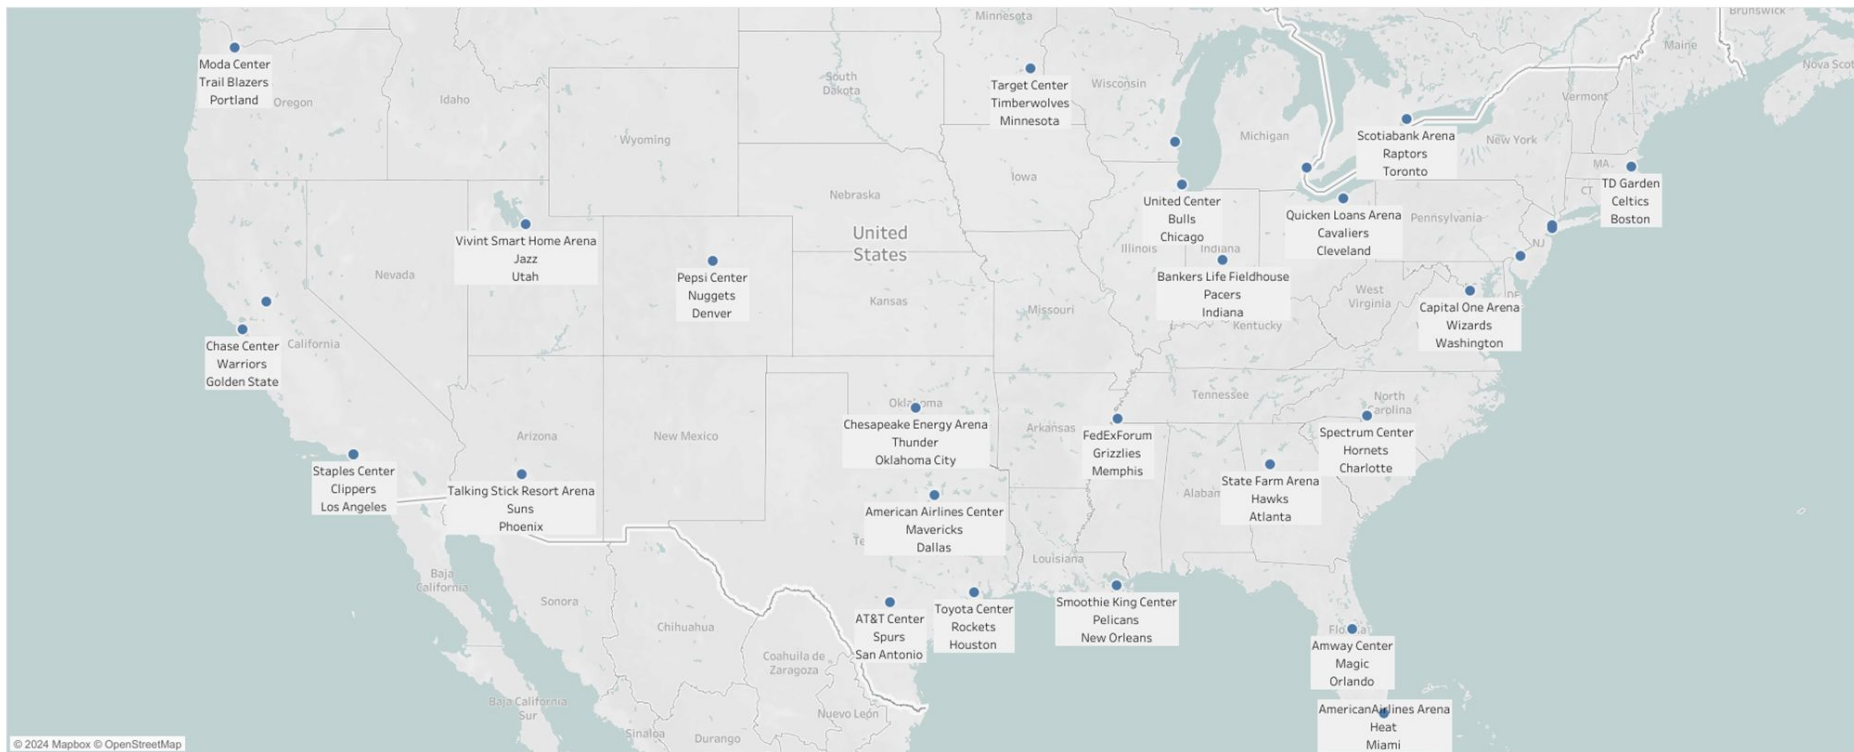 Minnesota
Brunswick
Maine
Nova Scot
Moda Center
Trail Blazers
Portland
Oregon
Idaho
South
Dakota
Target Center
Timberwolves
Minnesota
Wisconsin
Vermont
Wyoming
Michigan
Scotiabank Arena
Raptors
Toronto
New York
MA
TD Garden
Celtics
Boston
CT
Iowa
Nebraska
United Center
Bulls
Chicago
Quicken Loans Arena
Cavaliers
Cleveland
Pennsylvania
NJ
Vivint Smart Home Arena
Jazz
Utah
United
States
Illinois
Indiana
Nevada
Pepsi Center
Nuggets
Denver
Kansas
Missouri
Bankers Life Fieldhouse
Pacers
Indiana
West
Virginia
Kentucky
DE
Capital One Arena
Wizards
Washington
Chase Center
Warriors
Golden State
California
Oklahoma
Chesapeake Energy Arena
Thunder
Oklahoma City
Arizona
New Mexico
Arkansas
Tennessee
North
Carolina
FedExForum
Grizzlies
Memphis
Spectrum Center
Hornets
Charlotte
Staples Center
Clippers
Los Angeles
Talking Stick Resort Arena
Suns
Phoenix
American Airlines Center
Mavericks
Dallas
Te
Alabam
State Farm Arena
Hawks
Atlanta
Louisiana
Baja
California
Sonora
Chihuahua
Coahuila de
Zaragoza
AT&T Center
Spurs
San Antonio
Toyota Center
Rockets
Houston
Smoothie King Center
Pelicans
New Orleans
Florida
Amway Center
Magic
Orlando
Baja California
Sur
Nuevo León
Sinaloa
Durango
AmericanAirlines Arena
Heat
Miami
© 2024 Mapbox © OpenStreetMap